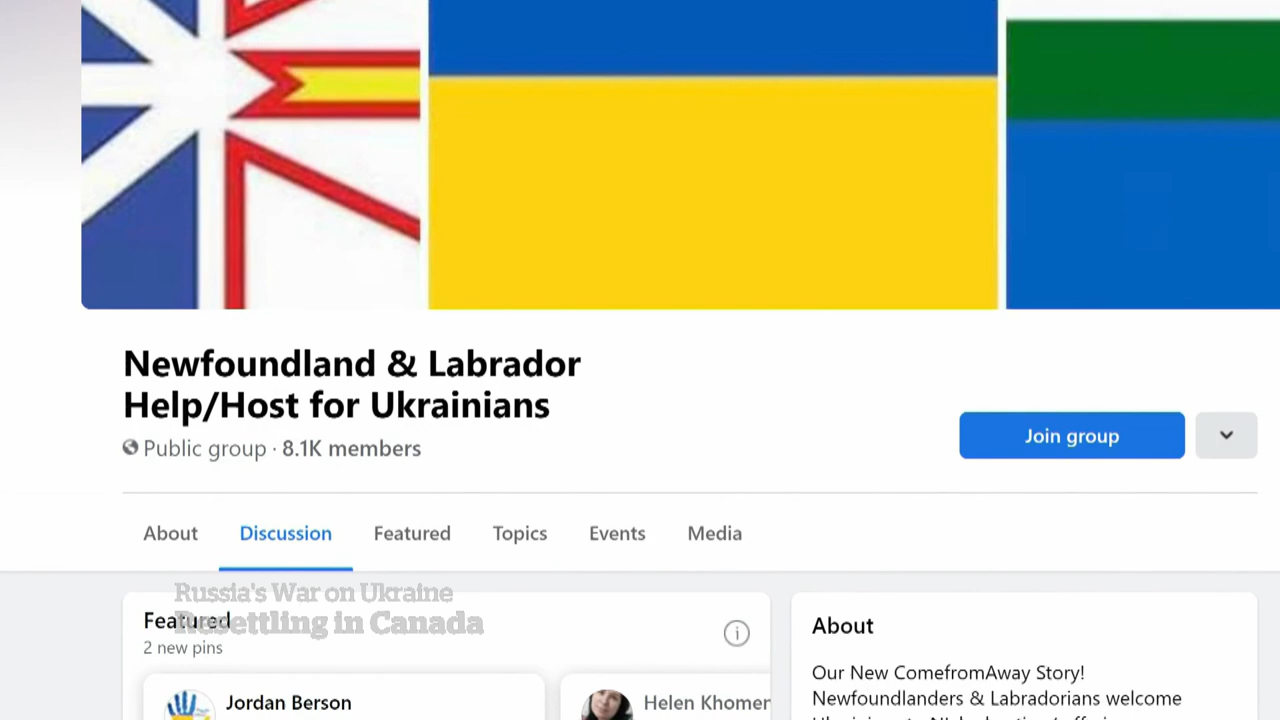 Newfoundland & Labrador
Help/Host for Ukrainians
Public group · 8.1K members
Join group
About
Discussion
Featured
Topics
Events
Media
Russia's War on Ukraine
Resettling in Canada
Featured
2 new pins
Jordan Berson
Helen Khomer
About
Our New ComefromAway Story!
Newfoundlanders & Labradorians welcome